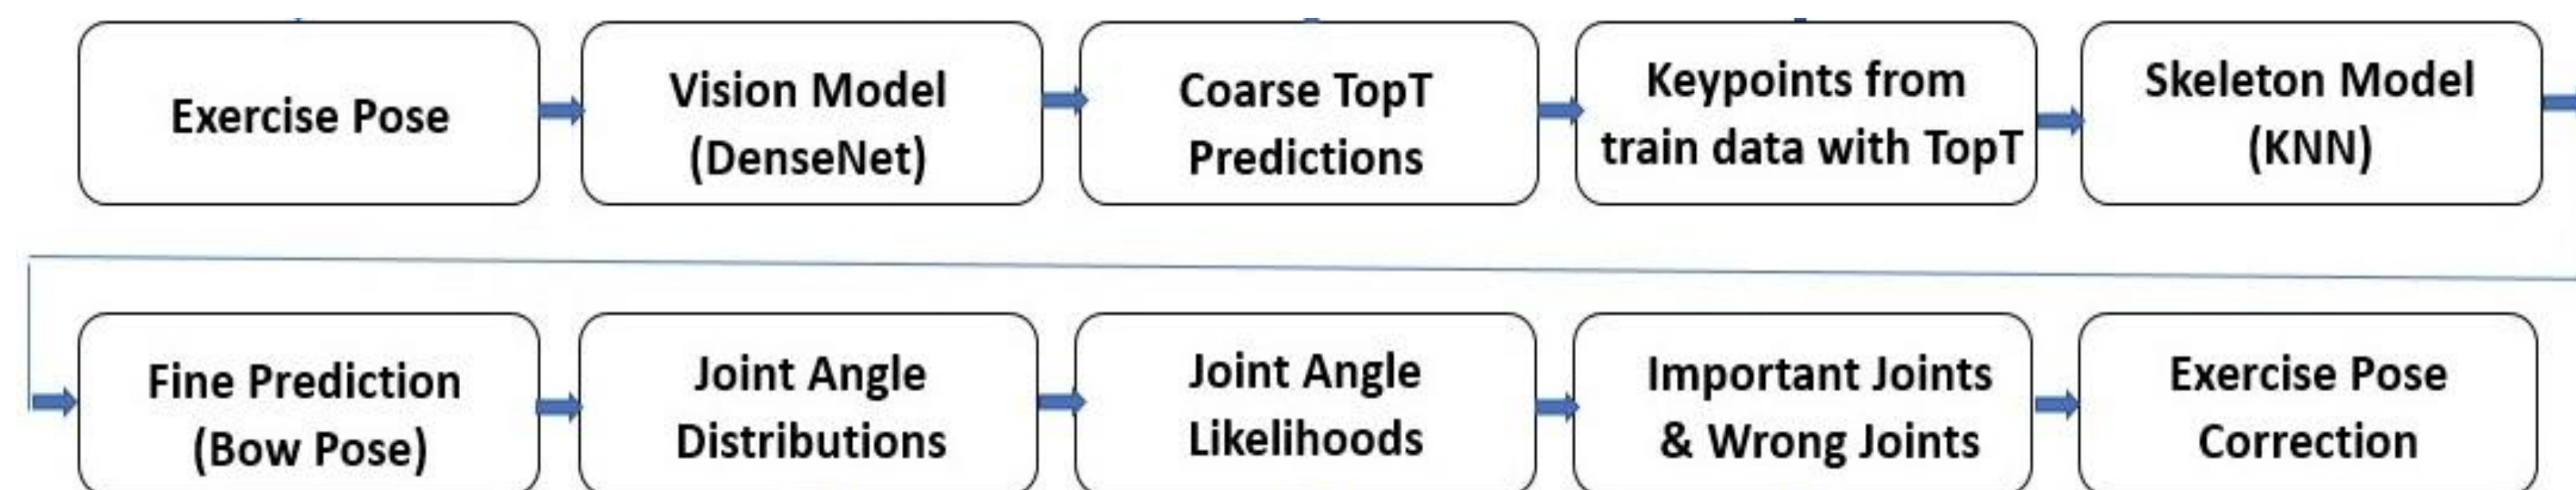 Exercise Pose
Vision Model
(DenseNet)
Coarse TopT
Predictions
Keypoints from
train data with TopT
Skeleton Model
(KNN)
Fine Prediction
(Bow Pose)
Joint Angle
Distributions
Joint Angle
Likelihoods
Important Joints
& Wrong Joints
Exercise Pose
Correction